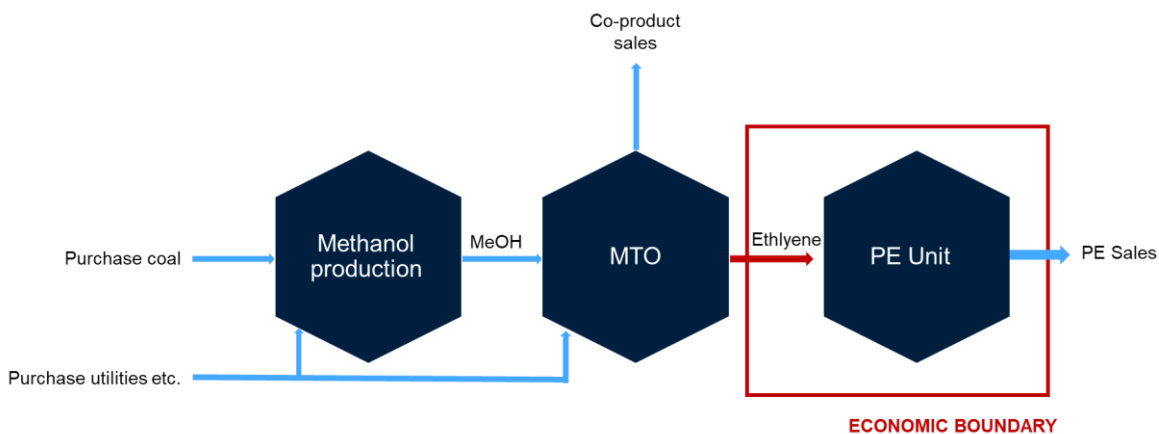 Co-product
sales
Methanol
production
MeOH
MTO
Ethlyene
PE Unit
PE Sales
Purchase coal
Purchase utilities etc.
ECONOMIC BOUNDARY